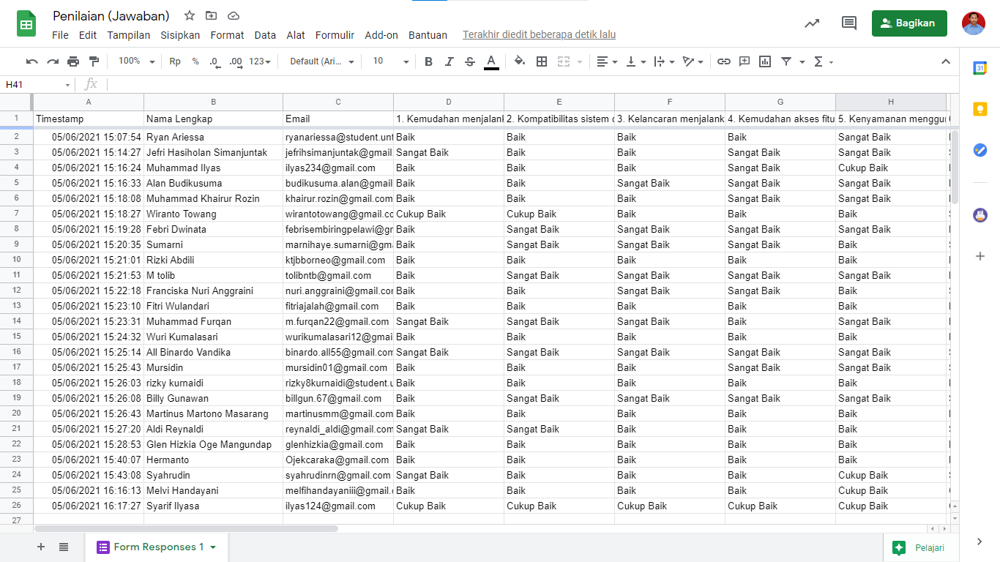 Penilaian (Jawaban)
File Edit Tampilan Sisipkan Format Data Alat Formulir Add-on Bantuan Terakhir diedit beberapa detik lalu
Bagikan
100% Rp % .0 .00 123 Default (Ari... 10 B I S A
H41 fx
A B C D E F G H
1 Timestamp Nama Lengkap Email 1. Kemudahan menjalank 2. Kompatibilitas sistem 3. Kelancaran menjalank 4. Kemudahan akses fitu 5. Kenyamanan menggu
2 05/06/2021 15:07:54 Ryan Ariessa ryanariessa@student.unt Baik Baik Baik Baik Sangat Baik
3 05/06/2021 15:14:27 Jefri Hasiholan Simanjuntak jefrihsimanjuntak@gmail. Sangat Baik Baik Baik Sangat Baik Sangat Baik
4 05/06/2021 15:16:24 Muhammad Ilyas ilyas234@gmail.com Baik Baik Baik Sangat Baik Cukup Baik
5 05/06/2021 15:16:33 Alan Budikusuma budikusuma.alan@gmail Baik Baik Sangat Baik Sangat Baik Sangat Baik
6 05/06/2021 15:18:08 Muhammad Khairur Rozin khairur.rozin@gmail.com Baik Baik Baik Sangat Baik Sangat Baik
7 05/06/2021 15:18:27 Wiranto Towang wirantotowang@gmail.co Cukup Baik Cukup Baik Baik Baik Baik
8 05/06/2021 15:19:28 Febri Dwinata febrisembiringpelawi@gr Baik Sangat Baik Sangat Baik Sangat Baik Sangat Baik
9 05/06/2021 15:20:35 Sumarni marnihaye.sumarni@gm Baik Sangat Baik Sangat Baik Sangat Baik Baik
10 05/06/2021 15:21:01 Rizki Abdili ktjbborneo@gmail.com Baik Baik Baik Baik Baik
11 05/06/2021 15:21:53 M tolib tolibntb@gmail.com Baik Sangat Baik Sangat Baik Sangat Baik Sangat Baik
12 05/06/2021 15:22:18 Franciska Nuri Anggraini nuri.anggraini@gmail.cor Baik Baik Sangat Baik Sangat Baik Baik
13 05/06/2021 15:23:10 Fitri Wulandari fitriajalah@gmail.com Baik Baik Baik Baik Baik
14 05/06/2021 15:23:31 Muhammad Furqan m.furqan22@gmail.com Sangat Baik Sangat Baik Sangat Baik Baik Sangat Baik
15 05/06/2021 15:24:32 Wuri Kumalasari wurikumalasari12@gmai Baik Baik Baik Baik Baik
16 05/06/2021 15:25:14 All Binardo Vandika binardo.all55@gmail.com Sangat Baik Sangat Baik Sangat Baik Sangat Baik Sangat Baik
17 05/06/2021 15:25:43 Mursidin mursidin01@gmail.com Baik Baik Baik Sangat Baik Sangat Baik
18 05/06/2021 15:26:03 rizky kurnaidi rizky8kurnaidi@student.u Baik Baik Baik Baik Baik
19 05/06/2021 15:26:08 Billy Gunawan billgun.67@gmail.com Baik Sangat Baik Sangat Baik Sangat Baik Sangat Baik
20 05/06/2021 15:26:43 Martinus Martono Masarang martinusmm@gmail.com Baik Baik Baik Baik Baik
21 05/06/2021 15:27:20 Aldi Reynaldi reynaldi_aldi@gmail.com Sangat Baik Sangat Baik Baik Baik Baik
22 05/06/2021 15:28:53 Glen Hizkia Oge Mangundap glenhizkia@gmail.com Baik Baik Baik Baik Baik
23 05/06/2021 15:40:07 Hermanto Ojekcaraka@gmail.com Baik Baik Baik Baik Baik
24 05/06/2021 15:43:08 Syahrudin syahrudinrn@gmail.com Sangat Baik Baik Baik Baik Cukup Baik
25 05/06/2021 16:16:13 Melvi Handayani melfihandayaniii@gmail. Baik Baik Baik Baik Cukup Baik
26 05/06/2021 16:17:27 Syarif Ilyasa ilyas124@gmail.com Cukup Baik Cukup Baik Cukup Baik Cukup Baik Cukup Baik
27
Form Responses 1
Pelajari
31